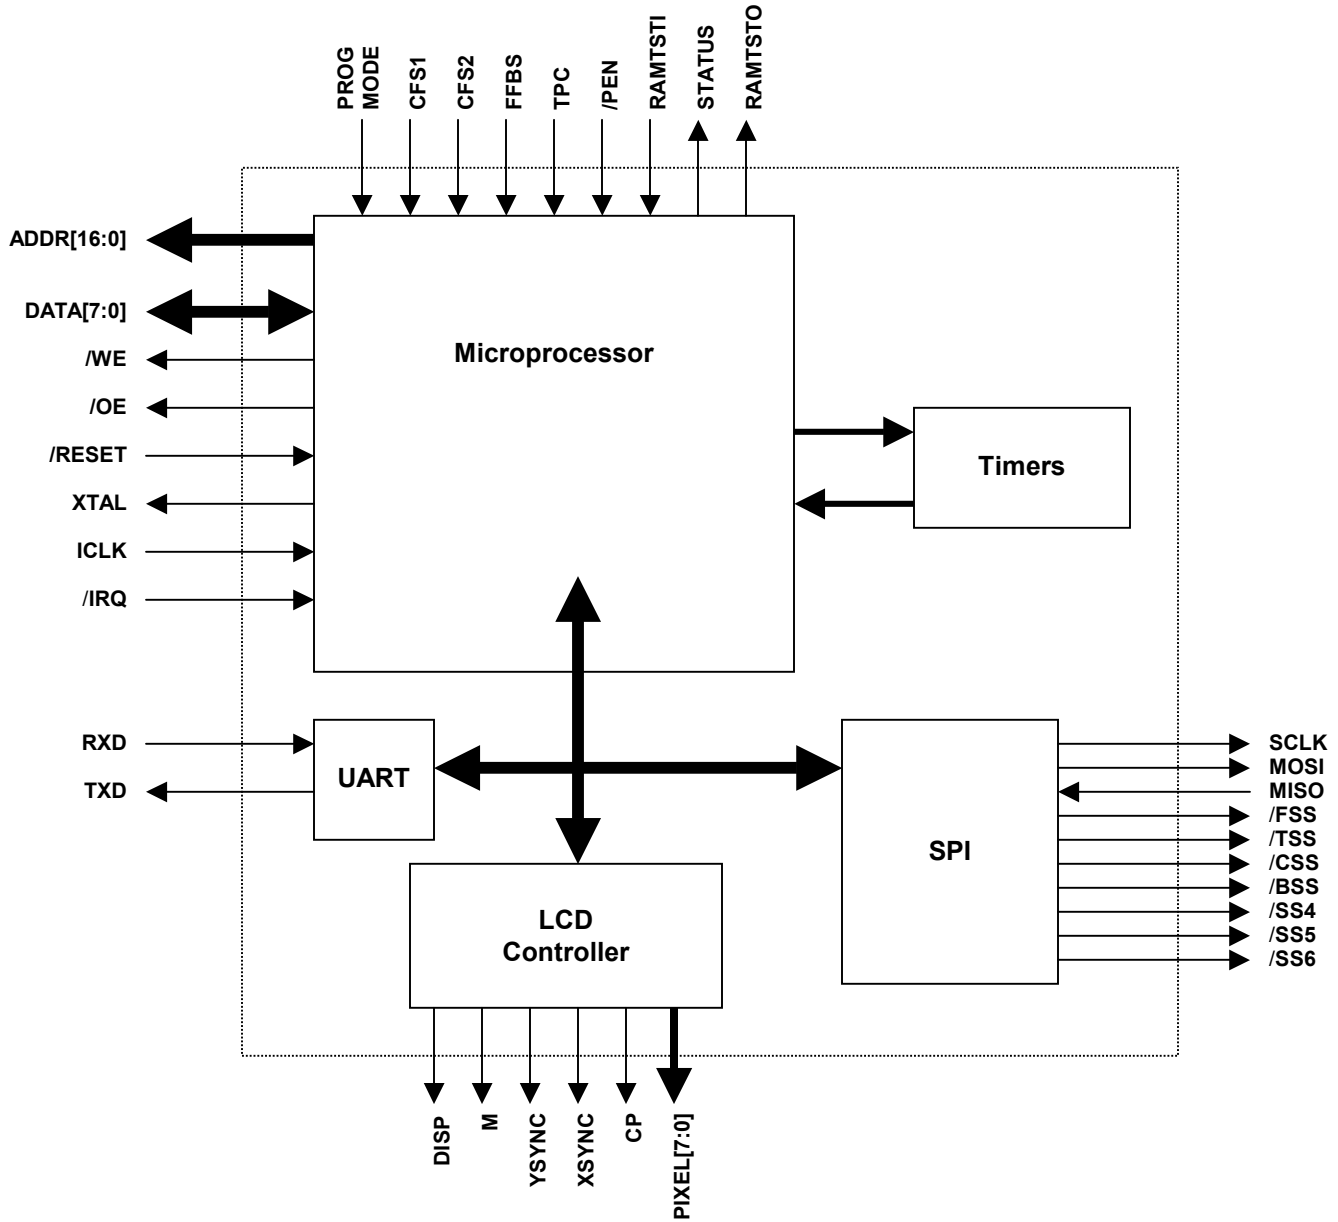 PROG
MODE
CFS1
CFS2
FFBS
TPC
/PEN
RAMTSTI
STATUS
RAMTSTO
ADDR[16:0]
DATA[7:0]
/WE
/OE
/RESET
XTAL
ICLK
/IRQ
Microprocessor
Timers
RXD
TXD
UART
SPI
SCLK
MOSI
MISO
/FSS
/TSS
/CSS
/BSS
/SS4
/SS5
/SS6
LCD
Controller
DISP
M
YSYNC
XSYNC
CP
PIXEL[7:0]